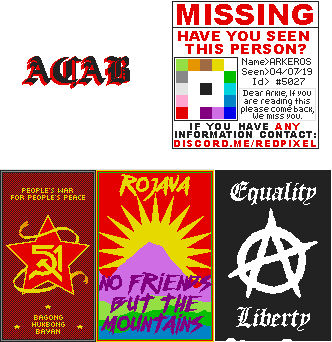 ACAB
MISSING
HAVE YOU SEEN
THIS PERSON?
Name>ARKEROS
Seen>04/07/19
Id> #5027
Dear Arkie, If you
are reading this
please come back,
We miss you.
IF YOU HAVE ANY
INFORMATION CONTACT:
DISCORD.ME/REDPIXEL
PEOPLE'S WAR
FOR PEOPLE'S PEACE
BAGONG
HUKBONG
BAYAN
ROJAVA
NO FRIENDS
BUT THE
MOUNTAINS
Equality
Liberty